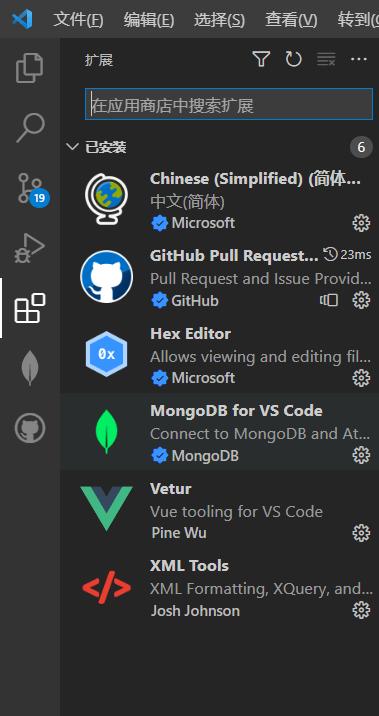 文件(F) 编辑(E) 选择(S) 查看(V) 转到(
扩展
在应用商店中搜索扩展
已安装 6
Chinese (Simplified) (简体...
中文(简体)
Microsoft
19
GitHub Pull Request... 23ms
Pull Request and Issue Provid...
GitHub
0x
Hex Editor
Allows viewing and editing fil...
Microsoft
MongoDB for VS Code
Connect to MongoDB and At...
MongoDB
Vetur
Vue tooling for VS Code
Pine Wu
XML Tools
XML Formatting, XQuery, and...
Josh Johnson